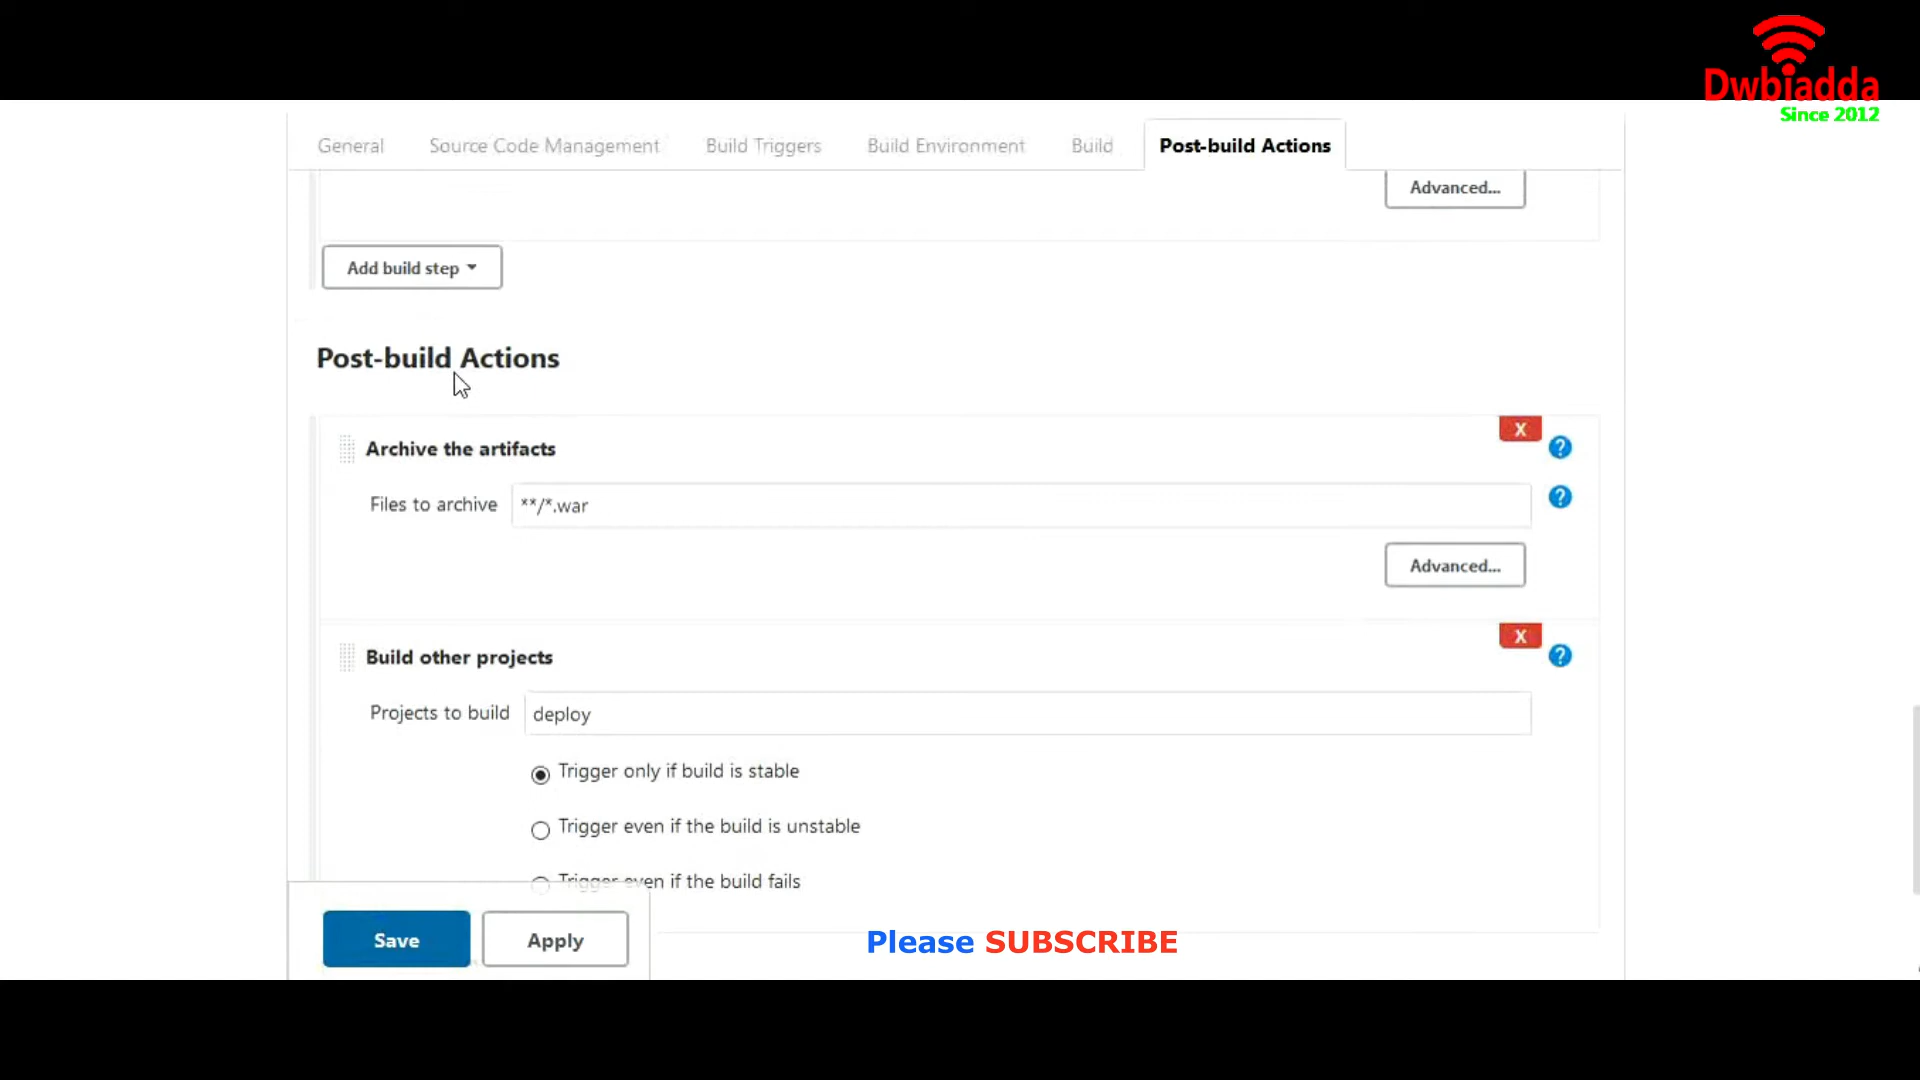 Dwbiadda
Since 2012
General Source Code Management Build Triggers Build Environment Build Post-build Actions
Advanced...
Add build step
Post-build Actions
X
Archive the artifacts
?
Files to archive **/*.war
?
Advanced...
X
Build other projects
?
Projects to build deploy
Trigger only if build is stable
Trigger even if the build is unstable
Trigger even if the build fails
Save Apply
Please SUBSCRIBE